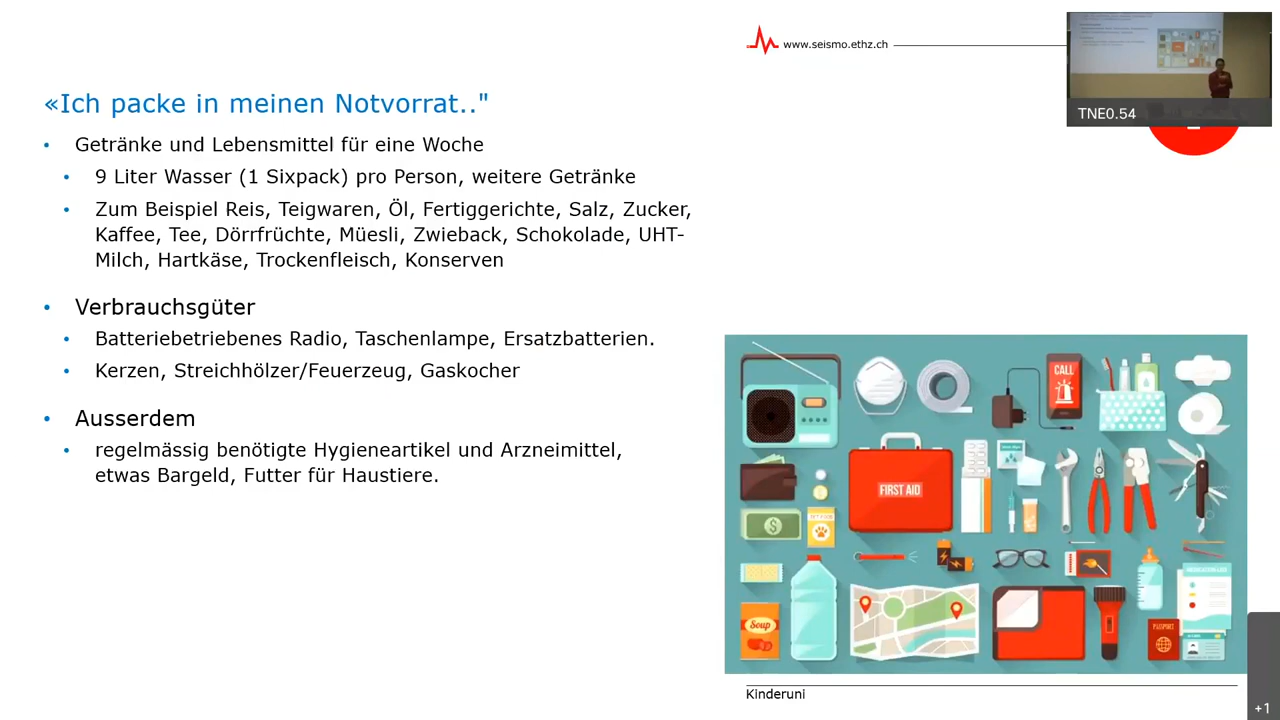 www.seismo.ethz.ch
TNE0.54
«Ich packe in meinen Notvorrat.."
• Getränke und Lebensmittel für eine Woche
• 9 Liter Wasser (1 Sixpack) pro Person, weitere Getränke
• Zum Beispiel Reis, Teigwaren, Öl, Fertiggerichte, Salz, Zucker,
Kaffee, Tee, Dörrfrüchte, Müesli, Zwieback, Schokolade, UHT-
Milch, Hartkäse, Trockenfleisch, Konserven
• Verbrauchsgüter
• Batteriebetriebenes Radio, Taschenlampe, Ersatzbatterien.
• Kerzen, Streichhölzer/Feuerzeug, Gaskocher
• Ausserdem
• regelmässig benötigte Hygieneartikel und Arzneimittel,
etwas Bargeld, Futter für Haustiere.
CALL
FIRST AID
$
Soup
PASSPORT
Kinderuni
+1